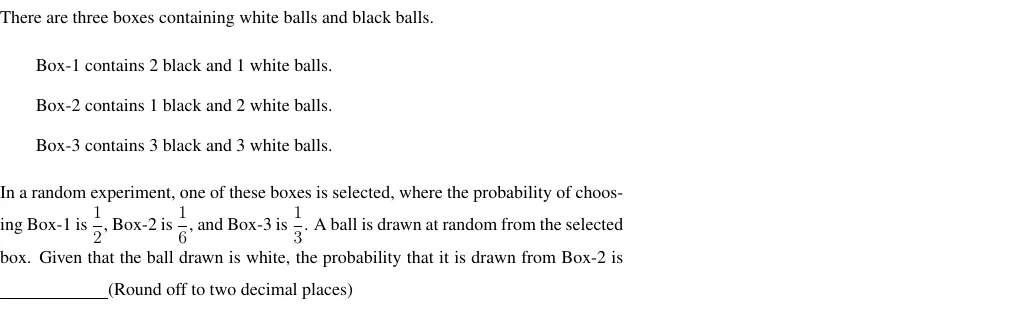 There are three boxes containing white balls and black balls.
Box-1 contains 2 black and 1 white balls.
Box-2 contains 1 black and 2 white balls.
Box-3 contains 3 black and 3 white balls.
In a random experiment, one of these boxes is selected, where the probability of choos-
ing Box-1 is 1/2, Box-2 is 1/6, and Box-3 is 1/3. A ball is drawn at random from the selected
box. Given that the ball drawn is white, the probability that it is drawn from Box-2 is
____________(Round off to two decimal places)